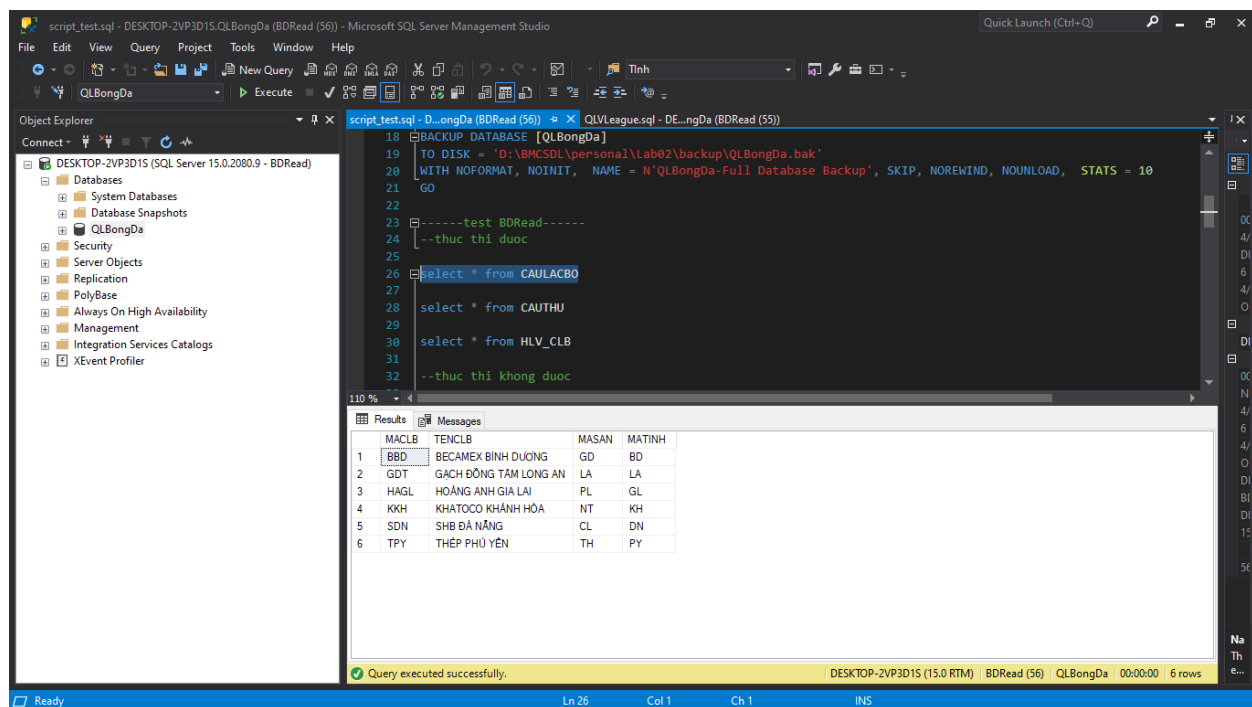 script_test.sql - DESKTOP-2VP3D1S.QLBongDa (BDRead (56)) - Microsoft SQL Server Management Studio
Quick Launch (Ctrl+Q)
File Edit View Query Project Tools Window Help
New Query MDX DMX XMLA DAX TInh
QLBongDa Execute
Object Explorer
script_test.sql - D...ongDa (BDRead (56)) QLVLeague.sql - DE...ngDa (BDRead (55))
Connect
DESKTOP-2VP3D1S (SQL Server 15.0.2080.9 - BDRead)
Databases
System Databases
Database Snapshots
QLBongDa
Security
Server Objects
Replication
PolyBase
Always On High Availability
Management
Integration Services Catalogs
XEvent Profiler
18 BACKUP DATABASE [QLBongDa]
19 TO DISK = 'D:\BMCSDL\personal\Lab02\backup\QLBongDa.bak'
20 WITH NOFORMAT, NOINIT, NAME = N'QLBongDa-Full Database Backup', SKIP, NOREWIND, NOUNLOAD, STATS = 10
21 GO
22
23 ------test BDRead------
24 --thuc thi duoc
25
26 select * from CAULACBO
27
28 select * from CAUTHU
29
30 select * from HLV_CLB
31
32 --thuc thi khong duoc
110 %
Results Messages
MACLB TENCLB MASAN MATINH
1 BBD BECAMEX BÌNH DƯƠNG GD BD
2 GDT GẠCH ĐỒNG TÂM LONG AN LA LA
3 HAGL HOÀNG ANH GIA LAI PL GL
4 KKH KHATOCO KHÁNH HÒA NT KH
5 SDN SHB ĐÀ NẴNG CL DN
6 TPY THÉP PHÚ YÊN TH PY
Query executed successfully. DESKTOP-2VP3D1S (15.0 RTM) BDRead (56) QLBongDa 00:00:00 6 rows
Na
Th
e...
Ready Ln 26 Col 1 Ch 1 INS